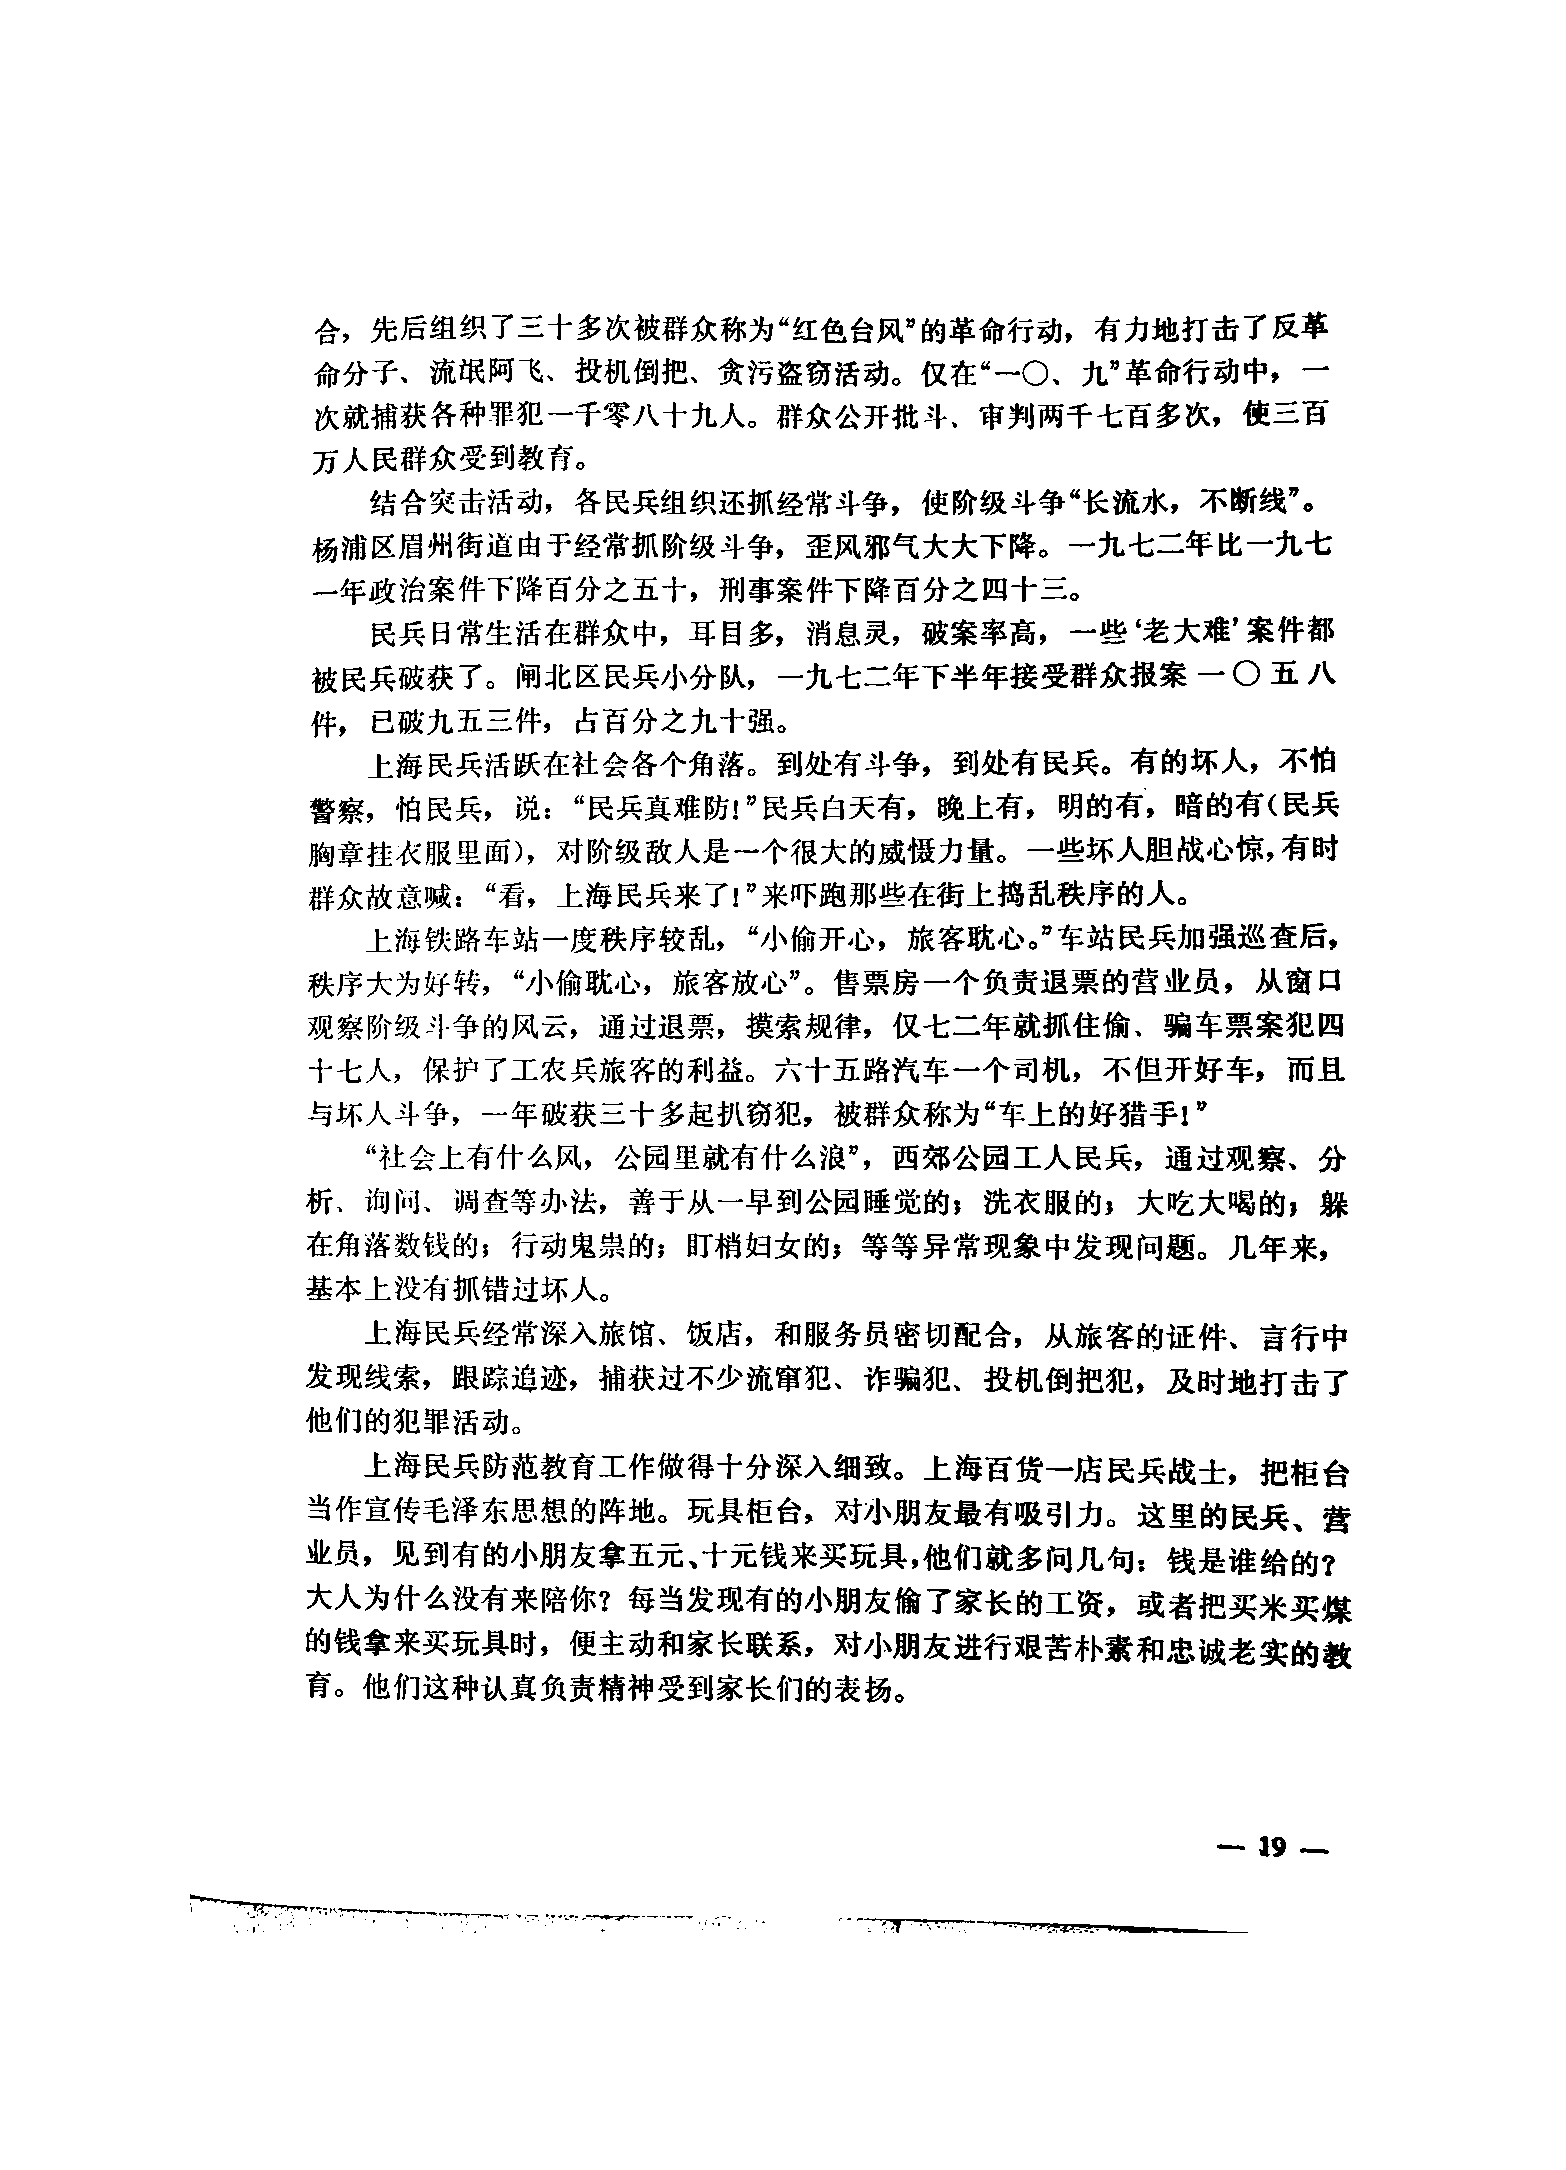 合，先后组织了三十多次被群众称为“红色台风”的革命行动，有力地打击了反革
命分子、流氓阿飞、投机倒把、贪污盗窃活动。仅在“一〇、九”革命行动中，一
次就捕获各种罪犯一千零八十九人。群众公开批斗、审判两千七百多次，使三百
万人民群众受到教育。
结合突击活动，各民兵组织还抓经常斗争，使阶级斗争“长流水，不断线”。
杨浦区眉州街道由于经常抓阶级斗争，歪风邪气大大下降。一九七二年比一九七
一年政治案件下降百分之五十，刑事案件下降百分之四十三。
民兵日常生活在群众中，耳目多，消息灵，破案率高，一些‘老大难’案件都
被民兵破获了。闸北区民兵小分队，一九七二年下半年接受群众报案一〇五八
件，已破九五三件，占百分之九十强。
上海民兵活跃在社会各个角落。到处有斗争，到处有民兵。有的坏人，不怕
警察，怕民兵，说：“民兵真难防！”民兵白天有，晚上有，明的有，暗的有（民兵
胸章挂衣服里面），对阶级敌人是一个很大的威慑力量。一些坏人胆战心惊，有时
群众故意喊：“看，上海民兵来了！”来吓跑那些在街上捣乱秩序的人。
上海铁路车站一度秩序较乱，“小偷开心，旅客耽心。”车站民兵加强巡查后，
秩序大为好转，“小偷耽心，旅客放心”。售票房一个负责退票的营业员，从窗口
观察阶级斗争的风云，通过退票，摸索规律，仅七二年就抓住偷、骗车票案犯四
十七人，保护了工农兵旅客的利益。六十五路汽车一个司机，不但开好车，而且
与坏人斗争，一年破获三十多起扒窃犯，被群众称为“车上的好猎手！”
“社会上有什么风，公园里就有什么浪”，西郊公园工人民兵，通过观察、分
析、询问、调查等办法，善于从一早到公园睡觉的；洗衣服的；大吃大喝的；躲
在角落数钱的；行动鬼祟的；盯梢妇女的；等等异常现象中发现问题。几年来，
基本上没有抓错过坏人。
上海民兵经常深入旅馆、饭店，和服务员密切配合，从旅客的证件、言行中
发现线索，跟踪追迹，捕获过不少流窜犯、诈骗犯、投机倒把犯，及时地打击了
他们的犯罪活动。
上海民兵防范教育工作做得十分深入细致。上海百货一店民兵战士，把柜台
当作宣传毛泽东思想的阵地。玩具柜台，对小朋友最有吸引力。这里的民兵、营
业员，见到有的小朋友拿五元、十元钱来买玩具，他们就多问几句：钱是谁给的？
大人为什么没有来陪你？每当发现有的小朋友偷了家长的工资，或者把买米买煤
的钱拿来买玩具时，便主动和家长联系，对小朋友进行艰苦朴素和忠诚老实的教
育。他们这种认真负责精神受到家长们的表扬。
— 19 —